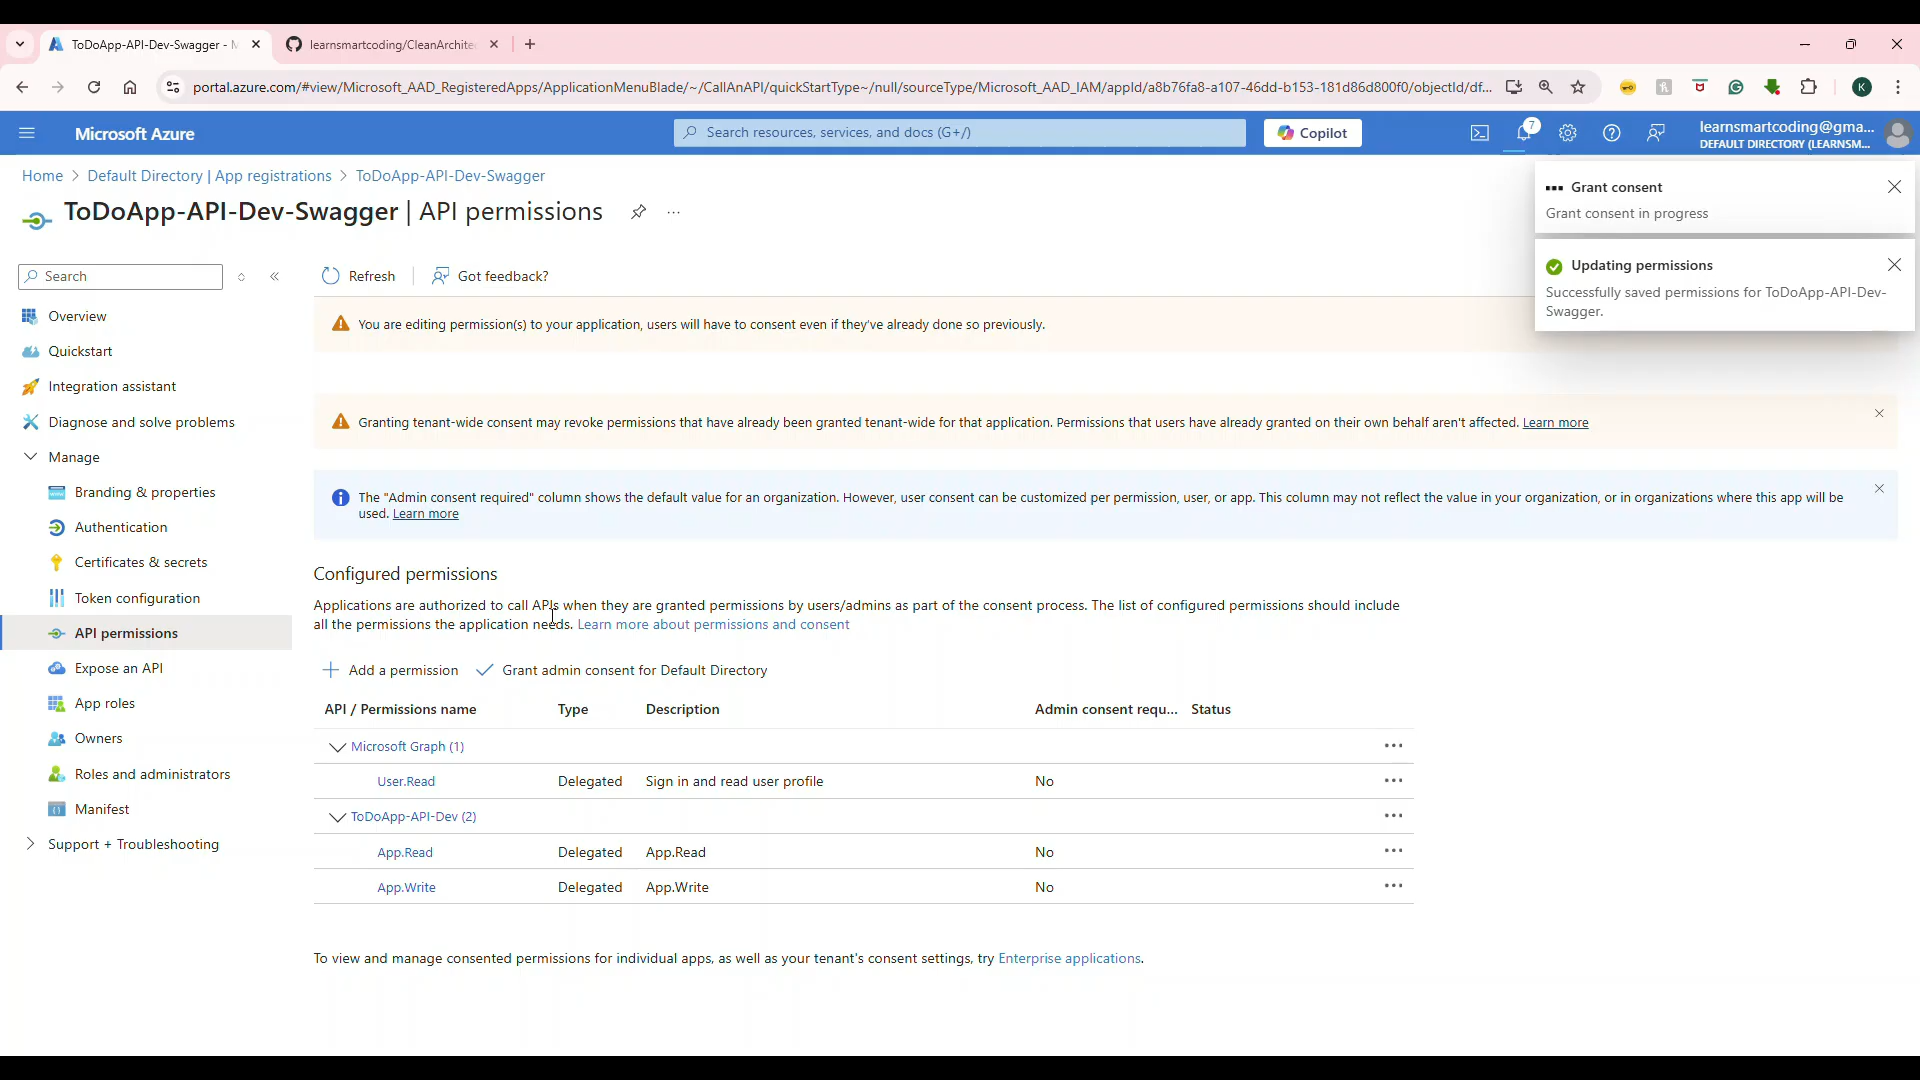 ToDoApp-API-Dev-Swagger - M
learnsmartcoding/CleanArchite
portal.azure.com/#view/Microsoft_AAD_RegisteredApps/ApplicationMenuBlade/~/CallAnAPI/quickStartType~/null/sourceType/Microsoft_AAD_IAM/appId/a8b76fa8-a107-46dd-b153-181d86d800f0/objectId/df...
K
Microsoft Azure
Search resources, services, and docs (G+/)
Copilot
7
learnsmartcoding@gma...
DEFAULT DIRECTORY (LEARNSM...
Home > Default Directory | App registrations > ToDoApp-API-Dev-Swagger
ToDoApp-API-Dev-Swagger | API permissions
Grant consent
Grant consent in progress
Updating permissions
Successfully saved permissions for ToDoApp-API-Dev-
Swagger.
Search
Overview
Quickstart
Integration assistant
Diagnose and solve problems
Manage
Branding & properties
Authentication
Certificates & secrets
Token configuration
API permissions
Expose an API
App roles
Owners
Roles and administrators
Manifest
Support + Troubleshooting
Refresh
Got feedback?
You are editing permission(s) to your application, users will have to consent even if they've already done so previously.
Granting tenant-wide consent may revoke permissions that have already been granted tenant-wide for that application. Permissions that users have already granted on their own behalf aren't affected. Learn more
The "Admin consent required" column shows the default value for an organization. However, user consent can be customized per permission, user, or app. This column may not reflect the value in your organization, or in organizations where this app will be
used. Learn more
Configured permissions
Applications are authorized to call APIs when they are granted permissions by users/admins as part of the consent process. The list of configured permissions should include
all the permissions the application needs. Learn more about permissions and consent
Add a permission
Grant admin consent for Default Directory
API / Permissions name Type Description Admin consent requ... Status
Microsoft Graph (1)
User.Read Delegated Sign in and read user profile No
ToDoApp-API-Dev (2)
App.Read Delegated App.Read No
App.Write Delegated App.Write No
To view and manage consented permissions for individual apps, as well as your tenant's consent settings, try Enterprise applications.